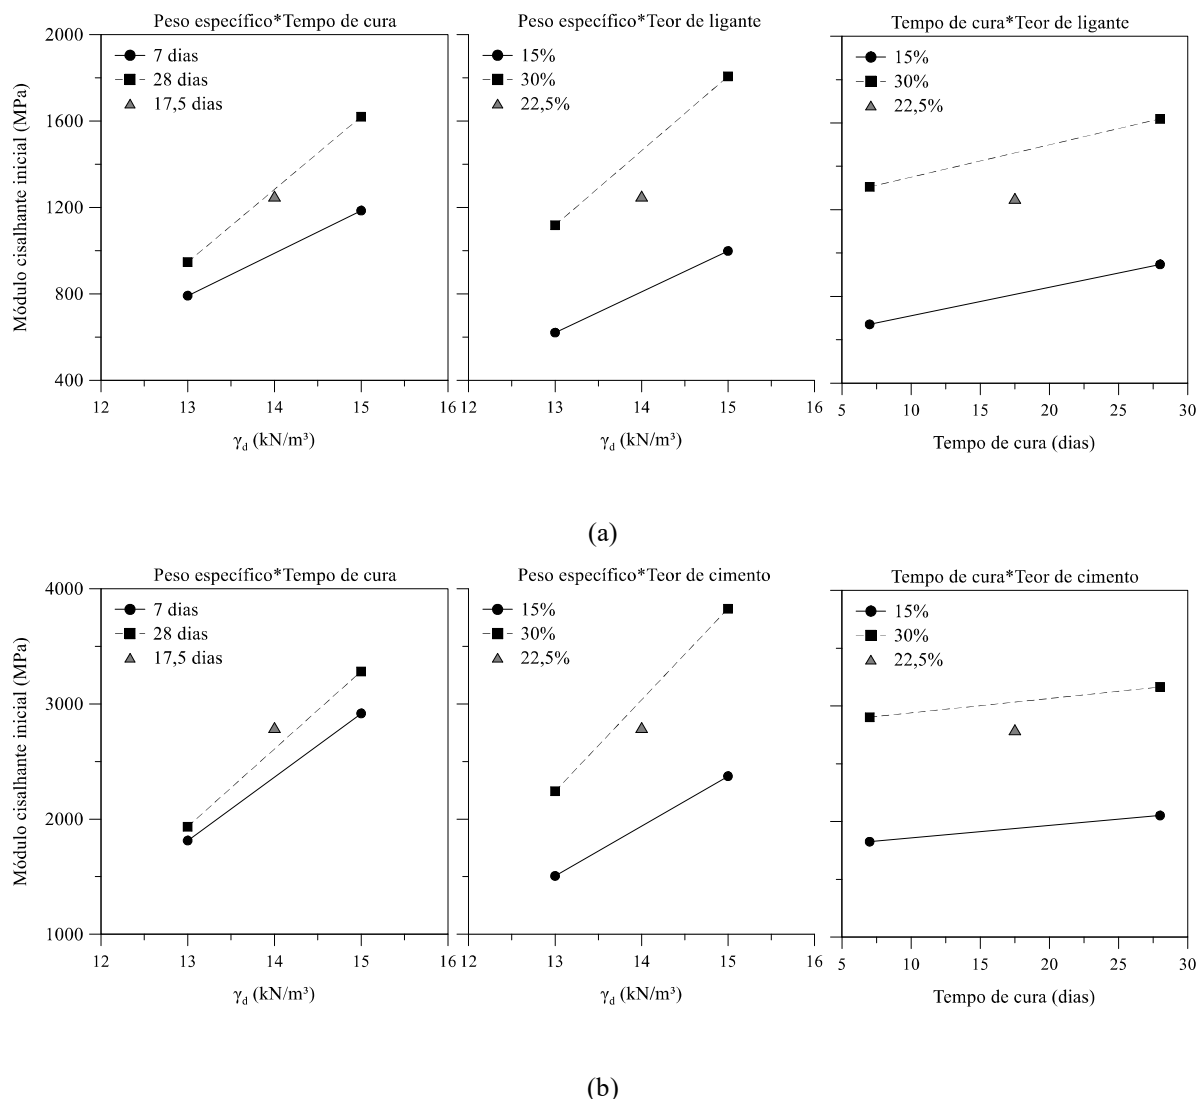 Peso específico*Tempo de cura
Peso específico*Teor de ligante
Tempo de cura*Teor de ligante
2000
1600
1200
800
400
Módulo cisalhante inicial (MPa)
7 dias
28 dias
17,5 dias
15%
30%
22,5%
15%
30%
22,5%
12 13 14 15 16
12 13 14 15 16
5 10 15 20 25 30
γd (kN/m³)
γd (kN/m³)
Tempo de cura (dias)
(a)
Peso específico*Tempo de cura
Peso específico*Teor de cimento
Tempo de cura*Teor de cimento
4000
3000
2000
1000
Módulo cisalhante inicial (MPa)
7 dias
28 dias
17,5 dias
15%
30%
22,5%
15%
30%
22,5%
12 13 14 15 16
12 13 14 15 16
5 10 15 20 25 30
γd (kN/m³)
γd (kN/m³)
Tempo de cura (dias)
(b)